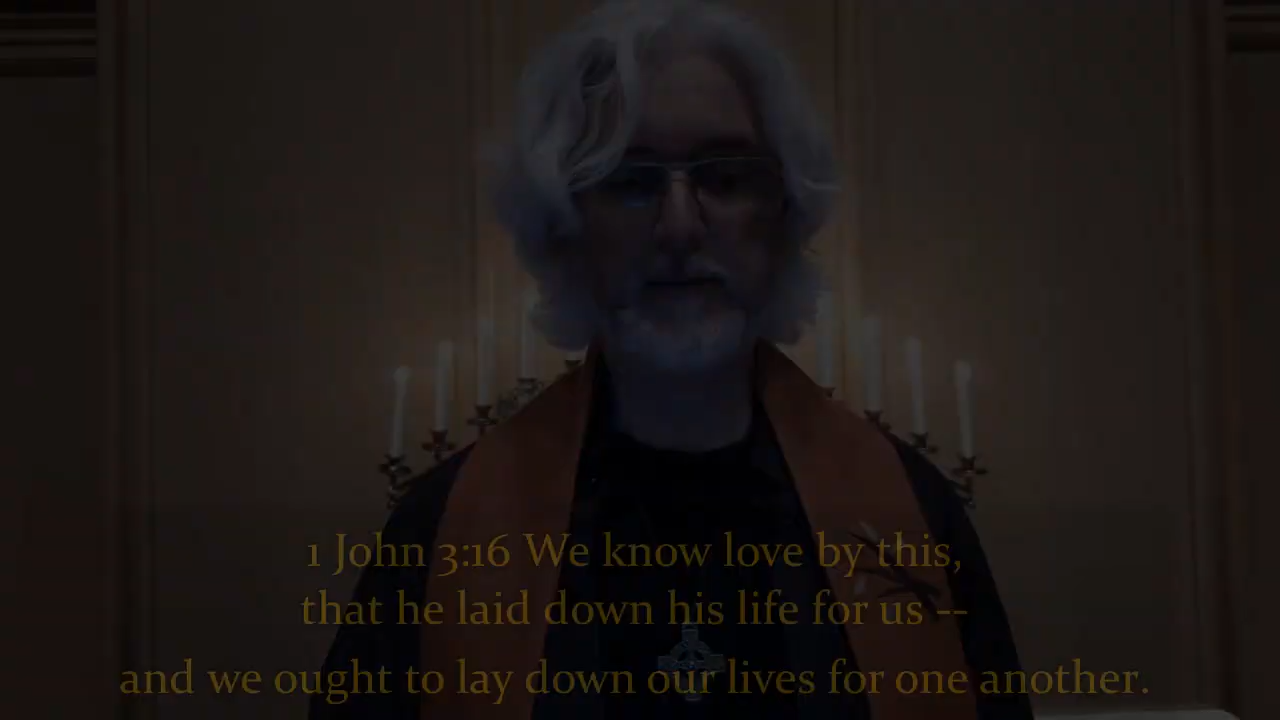 1 John 3:16 We know love by this,
that he laid down his life for us --
and we ought to lay down our lives for one another.